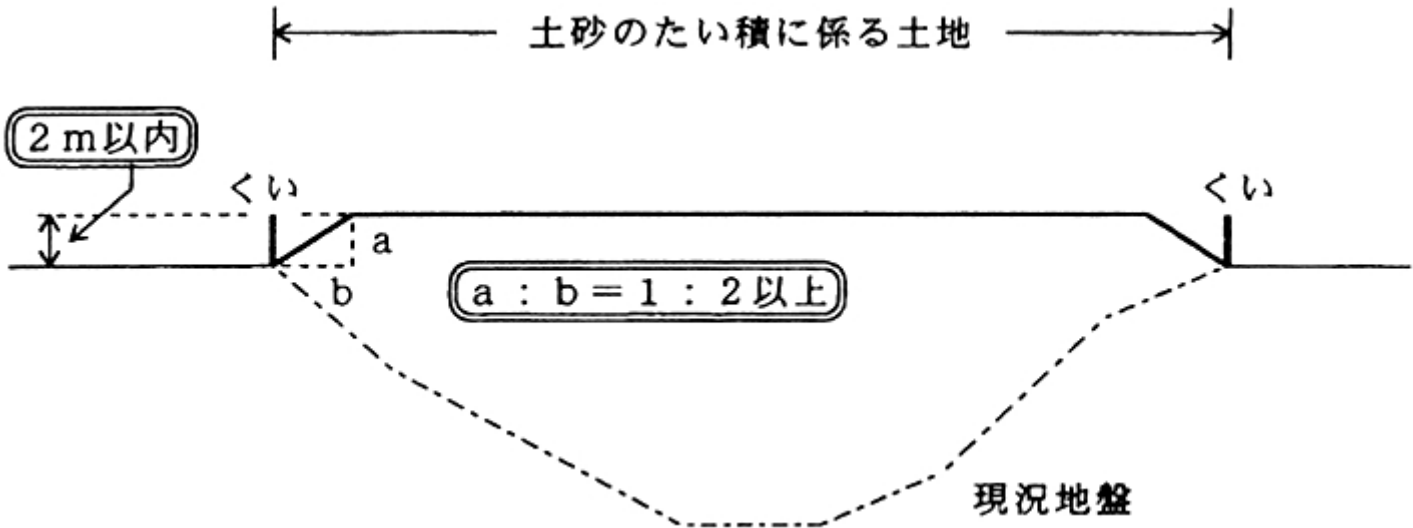 土砂のたい積に係る土地
２ｍ以内
くい
くい
a
b
a：b＝１：２以上
現況地盤